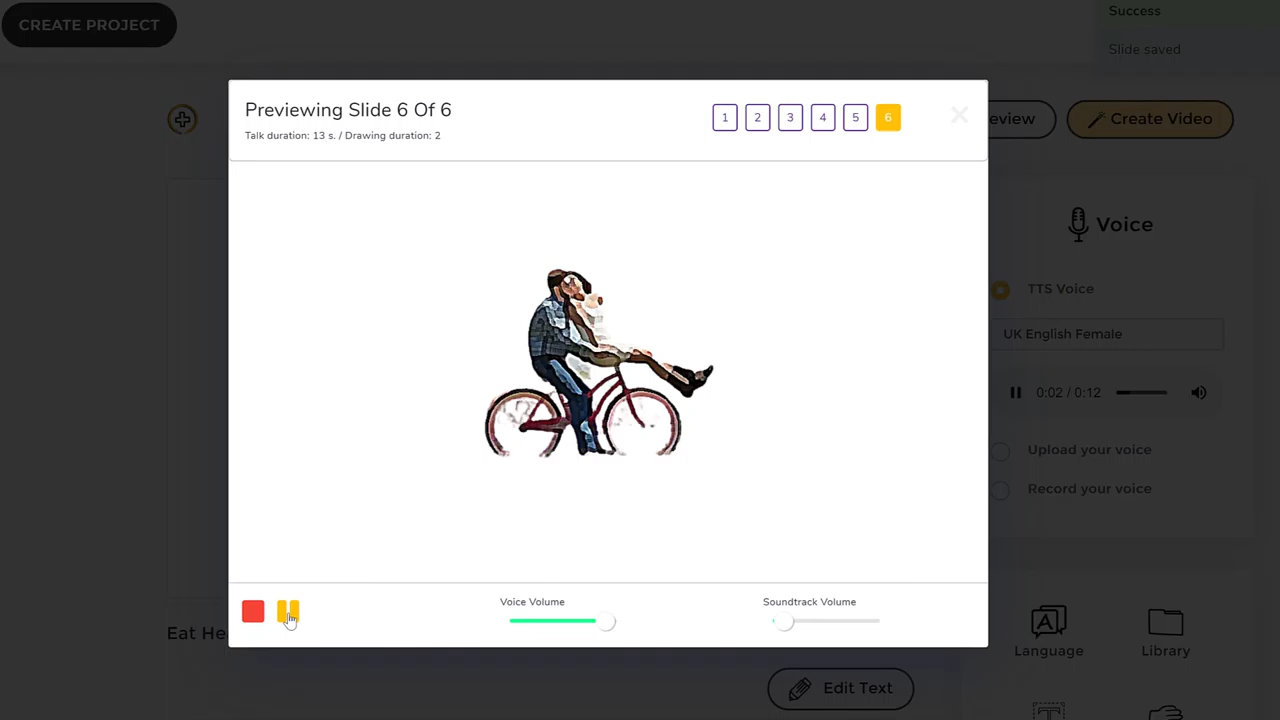 CREATE PROJECT
Success
Slide saved
Previewing Slide 6 Of 6
Talk duration: 13 s. / Drawing duration: 2
1 2 3 4 5 6
eview
Create Video
Voice
TTS Voice
UK English Female
0:02 / 0:12
Upload your voice
Record your voice
Voice Volume
Soundtrack Volume
Eat He
Language
Library
Edit Text